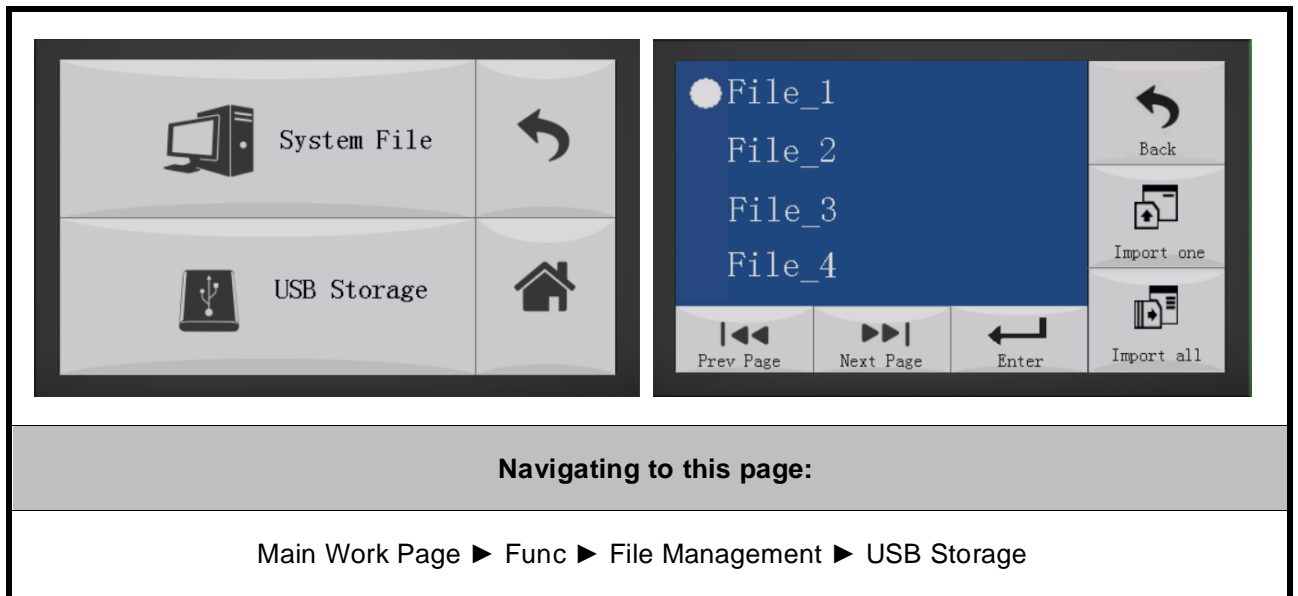 System File
USB Storage
File_1
File_2
File_3
File_4
Back
Import one
Import all
Prev Page
Next Page
Enter
Navigating to this page:
Main Work Page ► Func ► File Management ► USB Storage